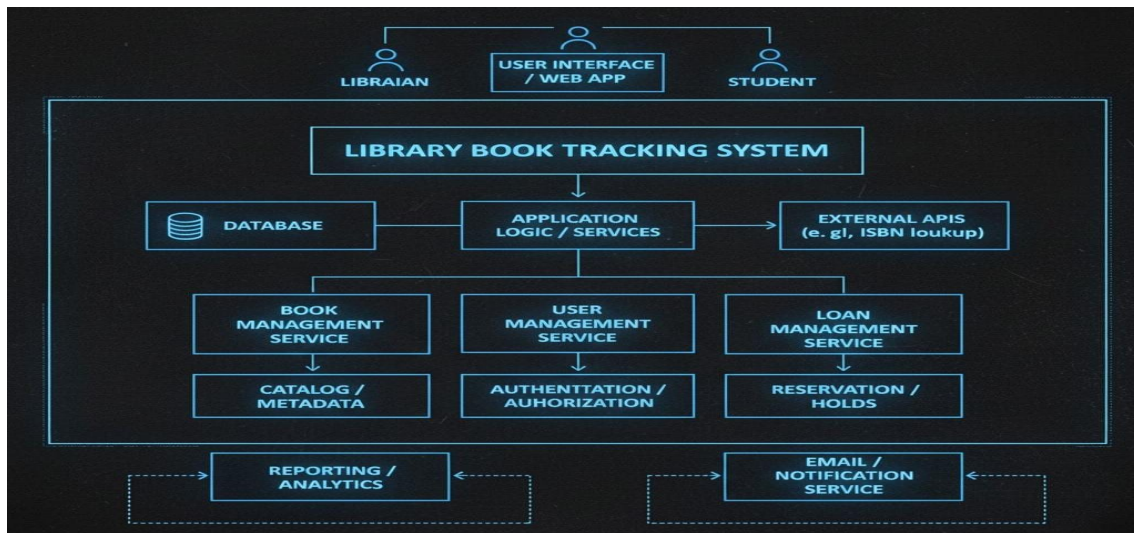 LIBRAIAN
USER INTERFACE
/ WEB APP
STUDENT
LIBRARY BOOK TRACKING SYSTEM
DATABASE
APPLICATION
LOGIC / SERVICES
EXTERNAL APIS
(e. g!, ISBN loukup)
BOOK
MANAGEMENT
SERVICE
USER
MANAGEMENT
SERVICE
LOAN
MANAGEMENT
SERVICE
CATALOG /
METADATA
AUTHENTTATION /
AUHORIZATION
RESERVATION /
HOLDS
REPORTING /
ANALYTICS
EMAIL /
NOTIFICATION
SERVICE